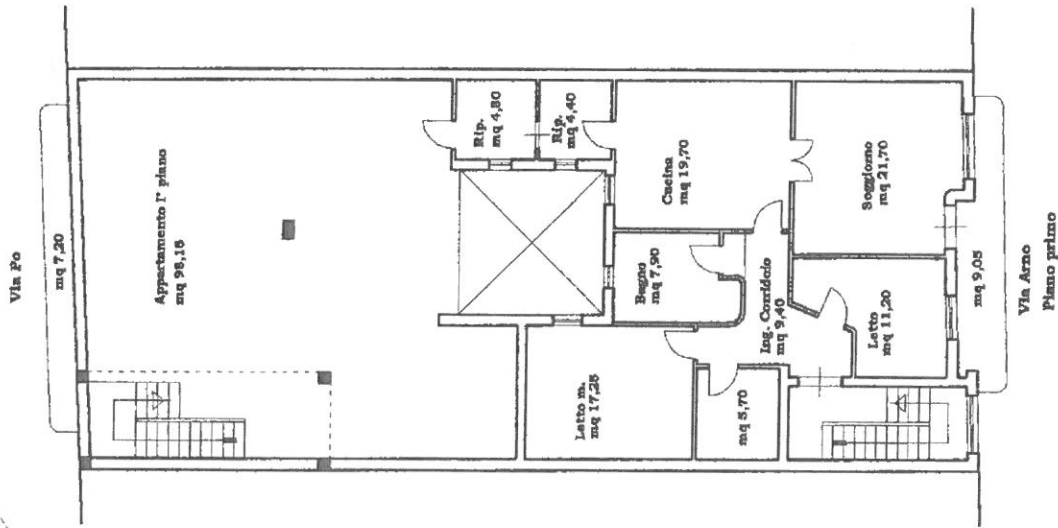 Via Po
mq 7,20
Appartamento I° piano
mq 98,15
Rip.
mq 4,80
Rip.
mq 4,40
Cucina
mq 19,70
Soggiorno
mq 21,70
Bagno
mq 7,90
Ing. Corridoio
mq 9,40
Letto
mq 11,20
Letto m.
mq 17,25
mq 5,70
mq 9,05
Via Arno
Piano primo